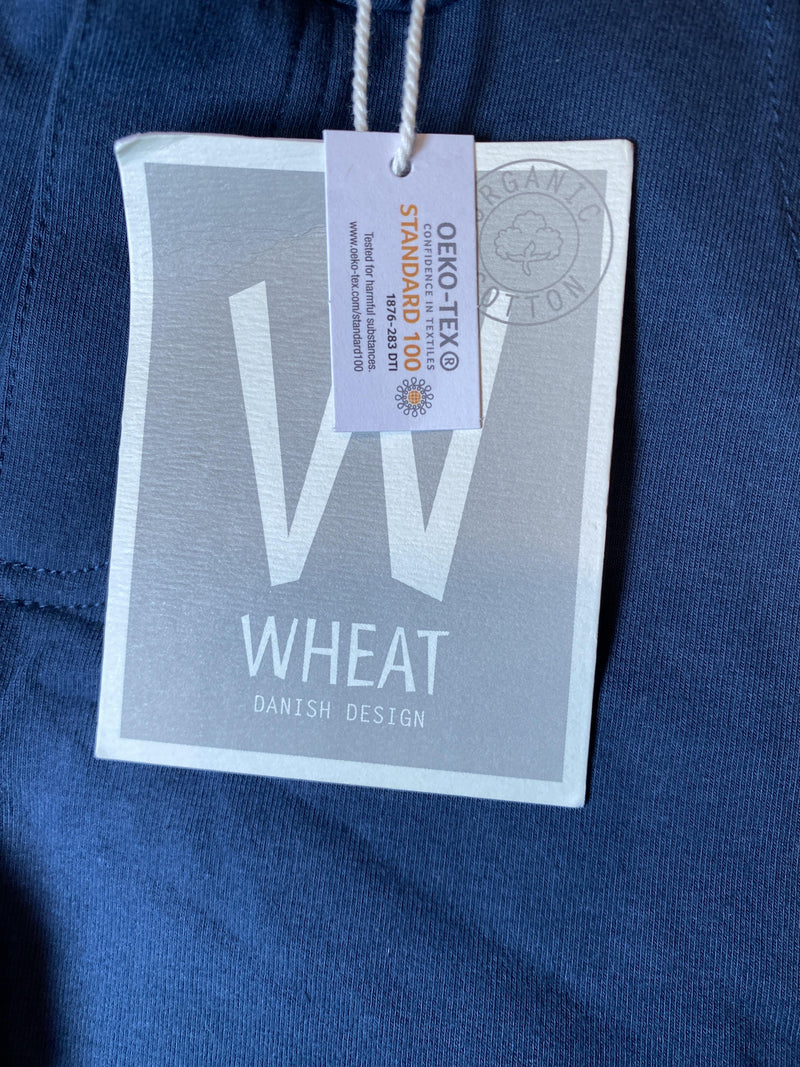 OEKO-TEX®
CONFIDENCE IN TEXTILES
STANDARD 100
1876-283 DTI
Tested for harmful substances.
www.oeko-tex.com/standard100
ORGANIC
COTTON
W
WHEAT
DANISH DESIGN